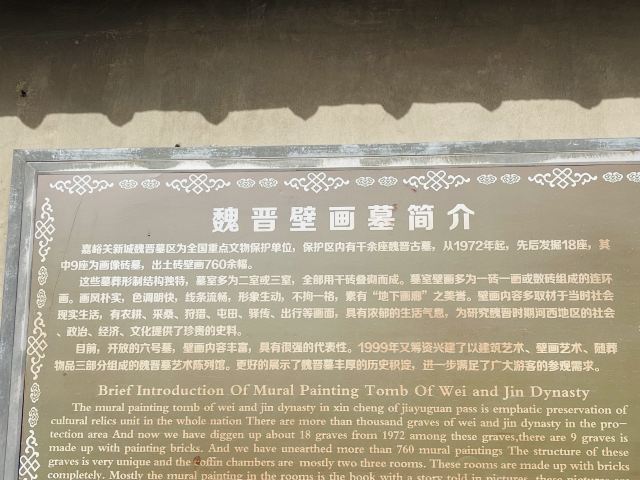 魏晋壁画墓简介
嘉峪关新城魏晋墓区为全国重点文物保护单位，保护区内有千余座魏晋古墓，从1972年起，先后发掘18座，其
中9座为画像砖墓，出土砖壁画760余幅。
这些墓葬形制结构独特，墓室多为二室或三室，全部用干砖叠砌而成。墓室壁画多为一砖一画或数砖组成的连环
画。画风朴实，色调明快，线条流畅，形象生动，不拘一格，素有“地下画廊”之美誉。壁画内容多取材于当时社会
现实生活，有农耕、采桑、狩猎、屯田、驿传、出行等画面，具有浓郁的生活气息，为研究魏晋时期河西地区的社会
、政治、经济、文化提供了珍贵的史料。
目前，开放的六号墓，壁画内容丰富，具有很强的代表性。1999年又筹资兴建了以建筑艺术、壁画艺术、随葬
物品三部分组成的魏晋墓艺术陈列馆。更好的展示了魏晋墓丰厚的历史积淀，进一步满足了广大游客的参观需求。
Brief Introduction Of Mural Painting Tomb Of Wei and Jin Dynasty
The mural painting tomb of wei and jin dynasty in xin cheng of jiayuguan pass is emphatic preservation of
cultural relics unit in the whole nation There are more than thousand graves of wei and jin dynasty in the pro-
tection area And now we have diggen up about 18 graves from 1972 among these graves,there are 9 graves is
made up with painting bricks. And we have unearthed more than 760 mural paintings The structure of these
graves is very unique and the coffin chambers are mostly two three rooms. These rooms are made up with bricks
completely. Mostly the mural painting in the rooms is the book with a story told in pictures, these pictures are